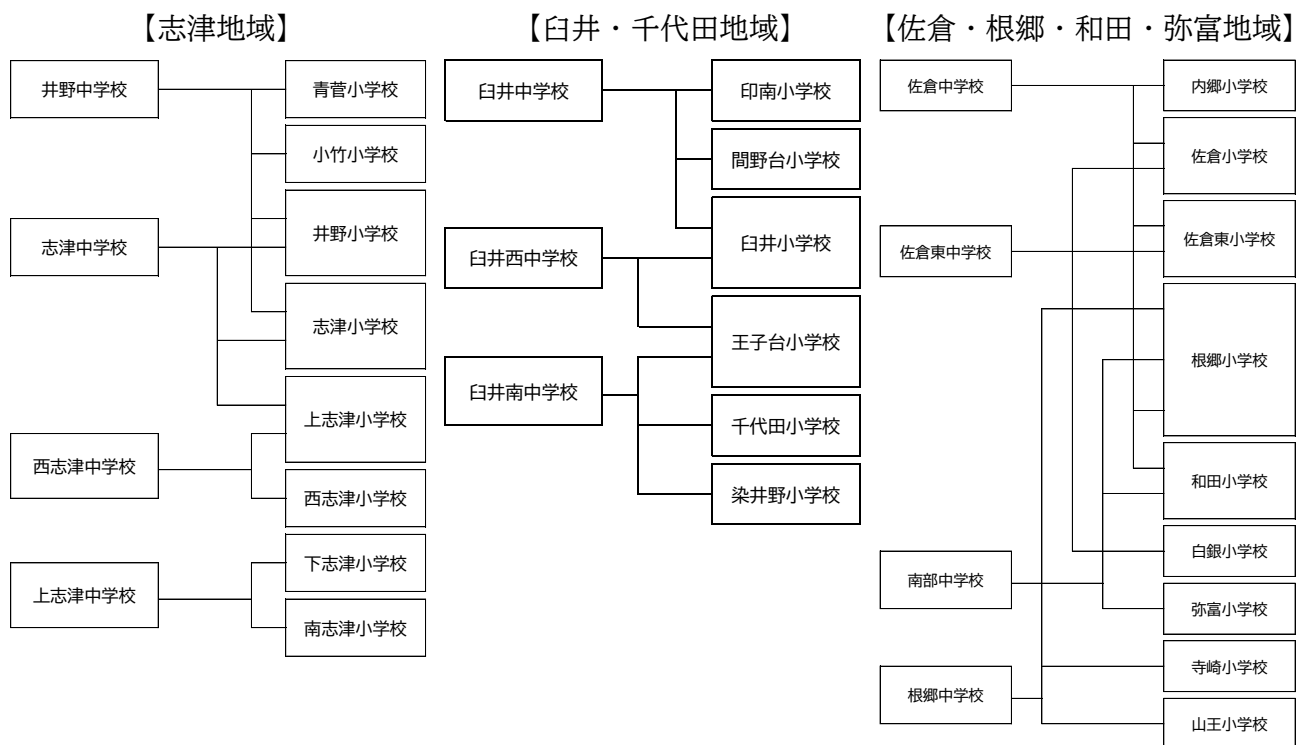 【志津地域】
井野中学校
志津中学校
西志津中学校
上志津中学校
青菅小学校
小竹小学校
井野小学校
志津小学校
上志津小学校
西志津小学校
下志津小学校
南志津小学校
【臼井・千代田地域】
臼井中学校
臼井西中学校
臼井南中学校
印南小学校
間野台小学校
臼井小学校
王子台小学校
千代田小学校
染井野小学校
【佐倉・根郷・和田・弥富地域】
佐倉中学校
佐倉東中学校
南部中学校
根郷中学校
内郷小学校
佐倉小学校
佐倉東小学校
根郷小学校
和田小学校
白銀小学校
弥富小学校
寺崎小学校
山王小学校